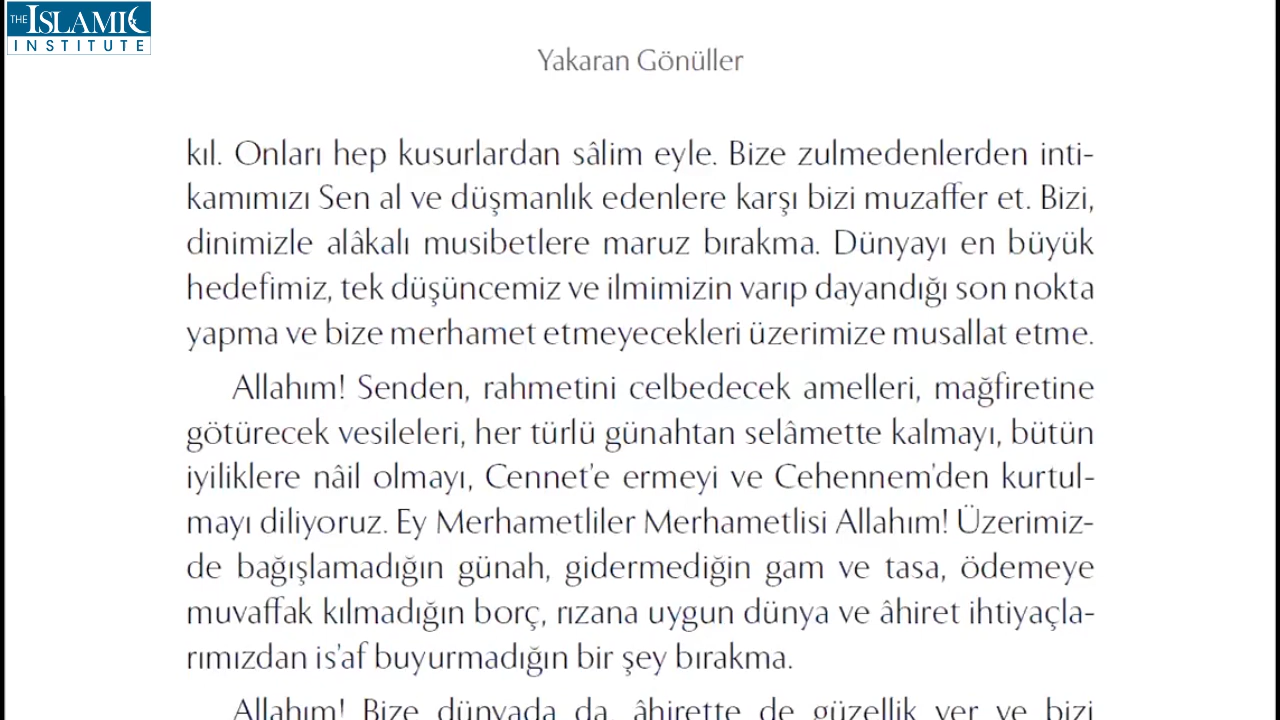 THE ISLAMIC
INSTITUTE
Yakaran Gönüller
kıl. Onları hep kusurlardan sâlim eyle. Bize zulmedenlerden inti-
kamımızı Sen al ve düşmanlık edenlere karşı bizi muzaffer et. Bizi,
dinimizle alâkalı musibetlere maruz bırakma. Dünyayı en büyük
hedefimiz, tek düşüncemiz ve ilmimizin varıp dayandığı son nokta
yapma ve bize merhamet etmeyecekleri üzerimize musallat etme.
Allahım! Senden, rahmetini celbedecek amelleri, mağfiretine
götürecek vesileleri, her türlü günahtan selâmette kalmayı, bütün
iyiliklere nâil olmayı, Cennet'e ermeyi ve Cehennem'den kurtul-
mayı diliyoruz. Ey Merhametliler Merhametlisi Allahım! Üzerimiz-
de bağışlamadığın günah, gidermediğin gam ve tasa, ödemeye
muvaffak kılmadığın borç, rızana uygun dünya ve âhiret ihtiyaçla-
rımızdan is'af buyurmadığın bir şey bırakma.
Allahım! Bize dünyada da, âhirette de güzellik ver ve bizi